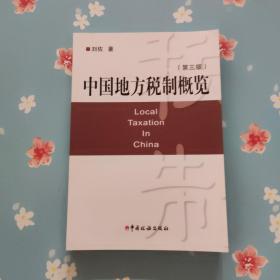 刘佐 著
（第三版）
中国地方税制概览
Local
Taxation
In
China
中国税务出版社